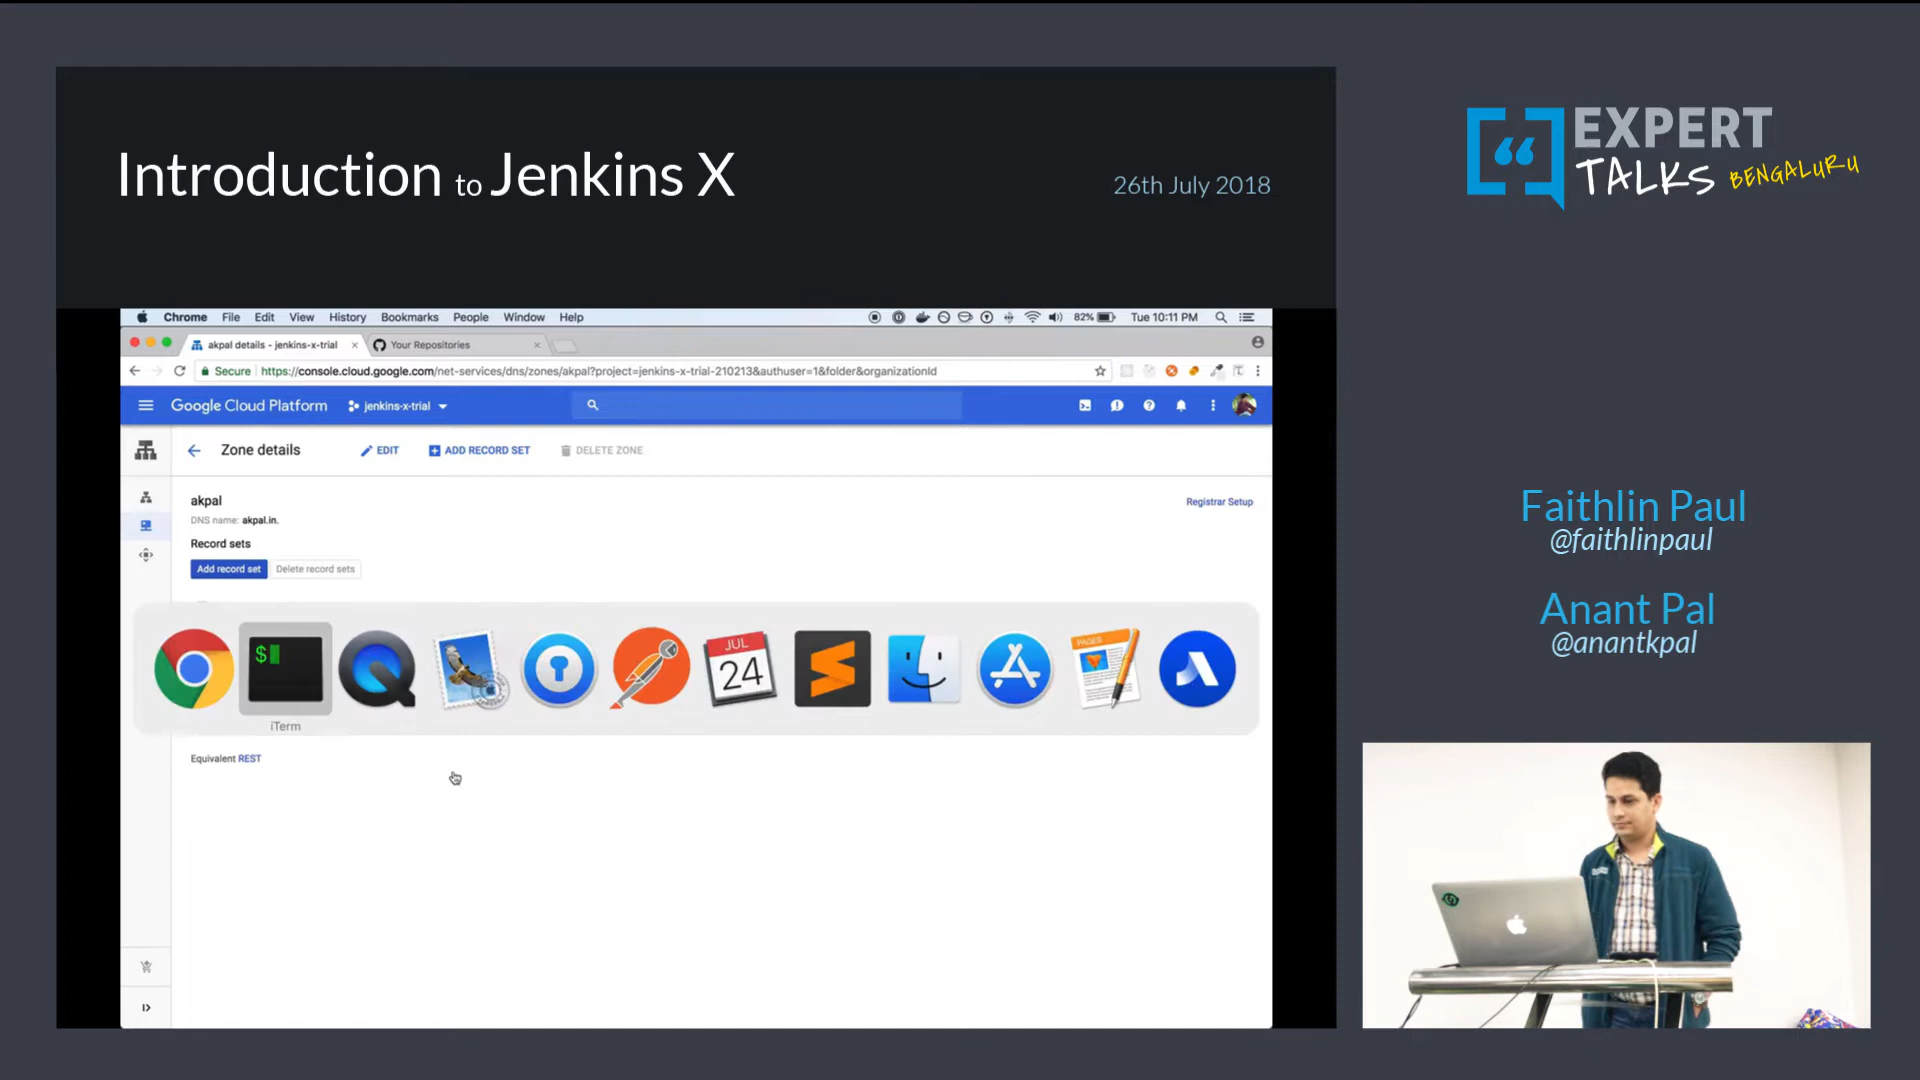 Introduction to Jenkins X
26th July 2018
EXPERT
TALKS BENGALURU
Chrome File Edit View History Bookmarks People Window Help
82% Tue 10:11 PM
akpal details - jenkins-x-trial
Your Repositories
Secure https://console.cloud.google.com/net-services/dns/zones/akpal?project=jenkins-x-trial-210213&authuser=1&folder&organizationId
Google Cloud Platform jenkins-x-trial
Zone details EDIT ADD RECORD SET DELETE ZONE
akpal
Registrar Setup
DNS name: akpal.in.
Record sets
Add record set Delete record sets
$
PAGES
JUL
24
iTerm
Equivalent REST
Faithlin Paul
@faithlinpaul
Anant Pal
@anantkpal